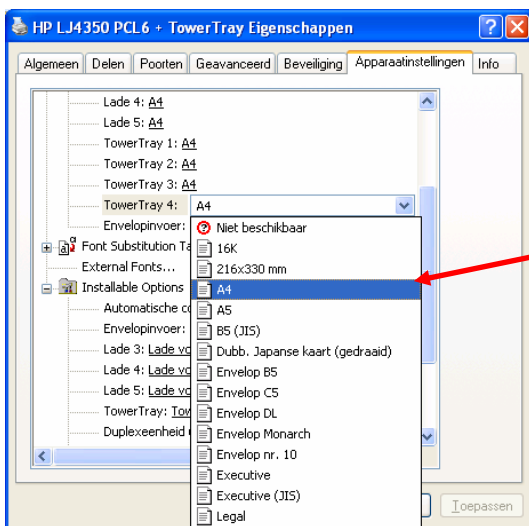 HP LJ4350 PCL6 + TowerTray Eigenschappen
Algemeen Delen Poorten Geavanceerd Beveiliging Apparaatinstellingen Info
Lade 4: A4
Lade 5: A4
TowerTray 1: A4
TowerTray 2: A4
TowerTray 3: A4
TowerTray 4: A4
Envelopinvoer:
Niet beschikbaar
Font Substitution Ta
16K
External Fonts...
216x330 mm
Installable Options
A4
Automatische
A5
Envelopinvoer:
B5 (JIS)
Lade 3: Lade vo
Dubb. Japanse kaart (gedraaid)
Lade 4: Lade vo
Envelop B5
Lade 5: Lade vo
Envelop C5
TowerTray: Tow
Envelop DL
Duplexeenheid
Envelop Monarch
Envelop nr. 10
Executive
Executive (JIS)
Legal
Toepassen